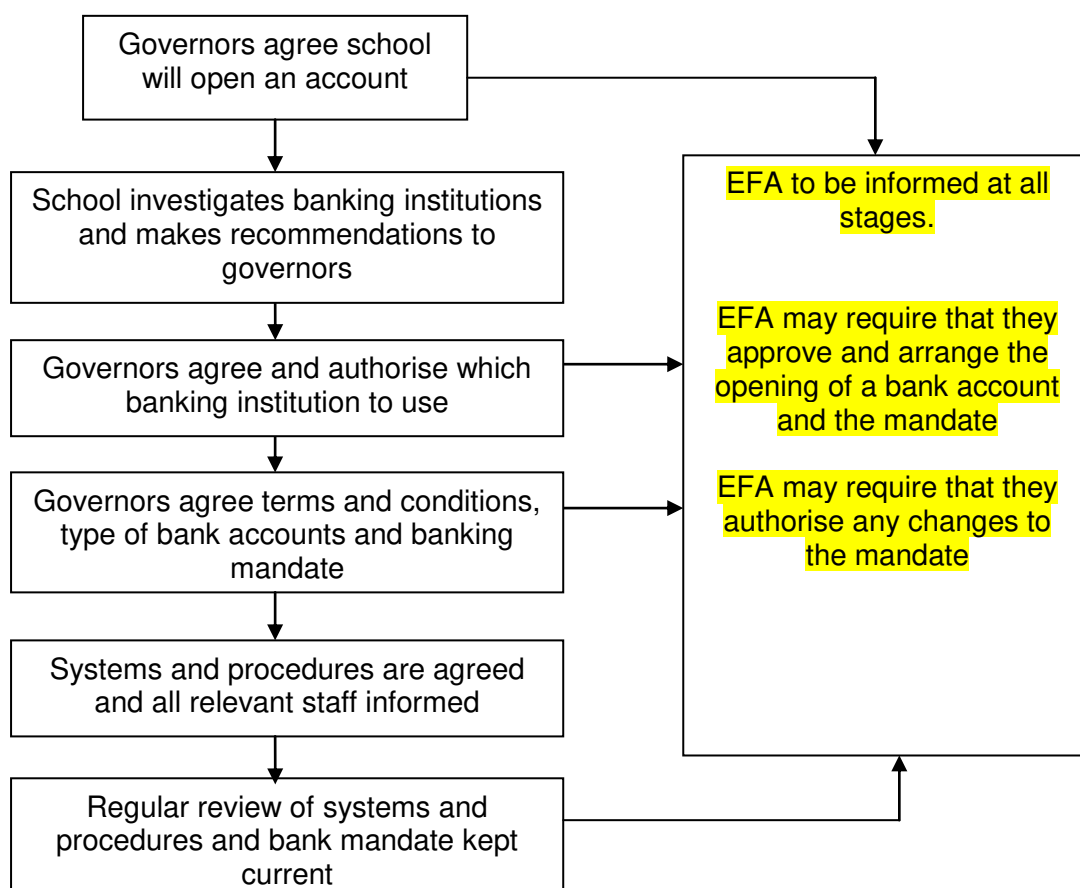 Governors agree school
will open an account
School investigates banking institutions
and makes recommendations to
governors
Governors agree and authorise which
banking institution to use
Governors agree terms and conditions,
type of bank accounts and banking
mandate
Systems and procedures are agreed
and all relevant staff informed
Regular review of systems and
procedures and bank mandate kept
current
EFA to be informed at all
stages.
EFA may require that they
approve and arrange the
opening of a bank account
and the mandate
EFA may require that they
authorise any changes to
the mandate